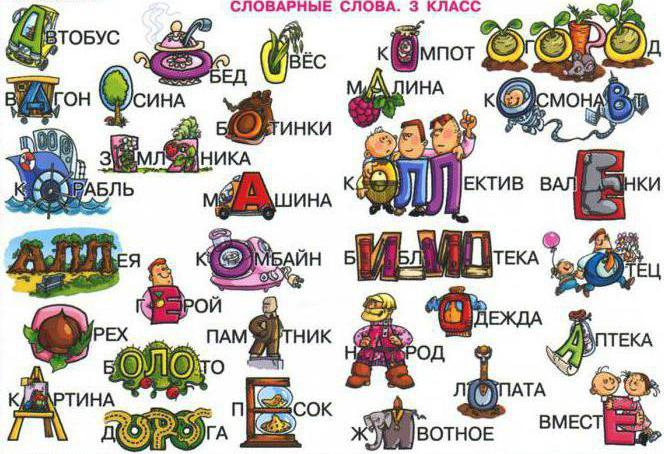 СЛОВАРНЫЕ СЛОВА. 3 КЛАСС
АВТОБУС
ОБЕД
ОВЁС
КОМПОТ
ОГОРОД
ВАГОН
ОСИНА
БОТИНКИ
МАЛИНА
КОСМОНАВТ
КОРАБЛЬ
ЗЕМЛЯНИКА
МАШИНА
КОЛЛЕКТИВ
ВАЛЕНКИ
АЛЛЕЯ
КОМБАЙН
БИБЛИОТЕКА
ОТЕЦ
ГЕРОЙ
ОРЕХ
ПАМЯТНИК
НАРОД
ОДЕЖДА
АПТЕКА
БОЛОТО
КАРТИНА
ДОРОГА
ПЕСОК
ЛОПАТА
ЖИВОТНОЕ
ВМЕСТЕ